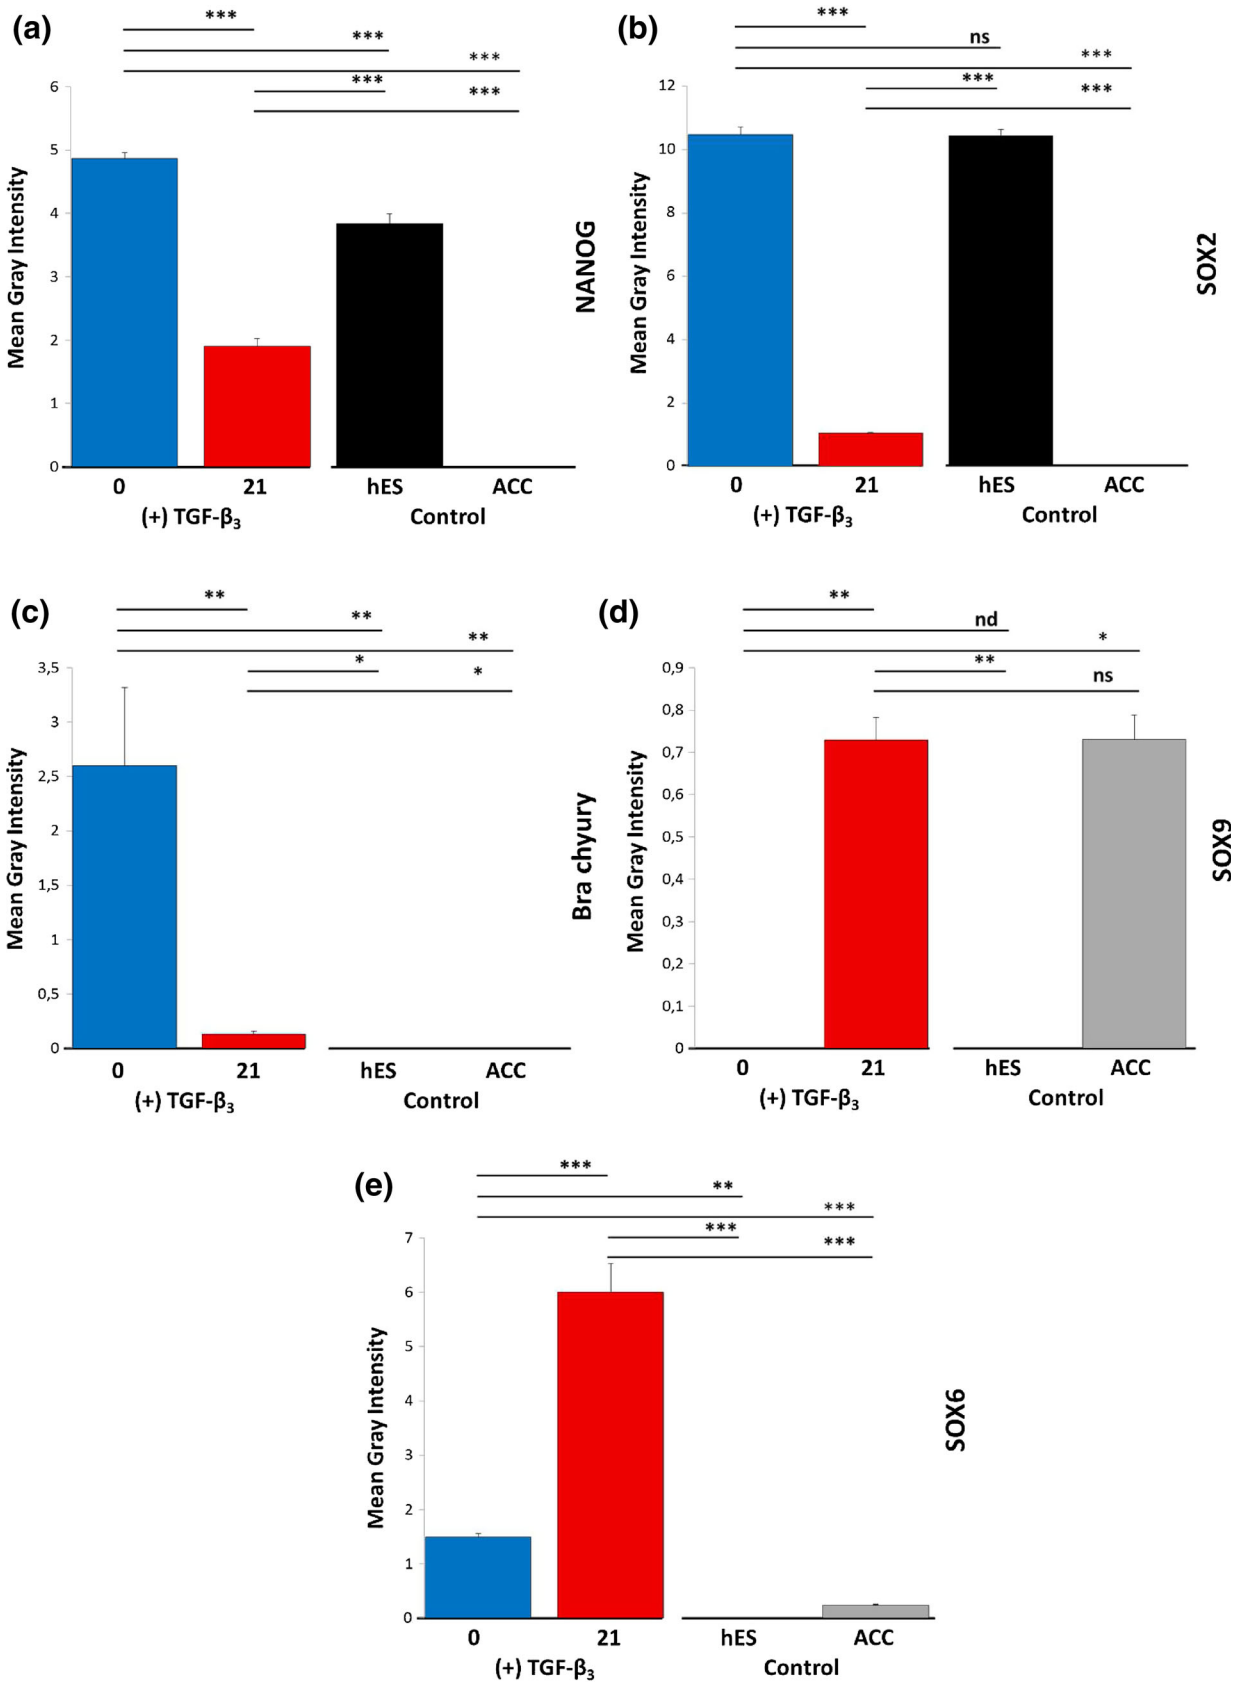 (a)
***
***
***
***
***
6
5
4
3
2
1
0
Mean Gray Intensity
0 21 hES ACC
(+) TGF-β₃ Control
NANOG
(b)
***
ns
***
***
***
12
10
8
6
4
2
0
Mean Gray Intensity
0 21 hES ACC
(+) TGF-β₃ Control
SOX2
(c)
**
**
**
*
*
3,5
3
2,5
2
1,5
1
0,5
0
Mean Gray Intensity
0 21 hES ACC
(+) TGF-β₃ Control
Bra chyury
(d)
**
nd
*
**
ns
0,9
0,8
0,7
0,6
0,5
0,4
0,3
0,2
0,1
0
Mean Gray Intensity
0 21 hES ACC
(+) TGF-β₃ Control
SOX9
(e)
***
**
***
***
***
7
6
5
4
3
2
1
0
Mean Gray Intensity
0 21 hES ACC
(+) TGF-β₃ Control
SOX6